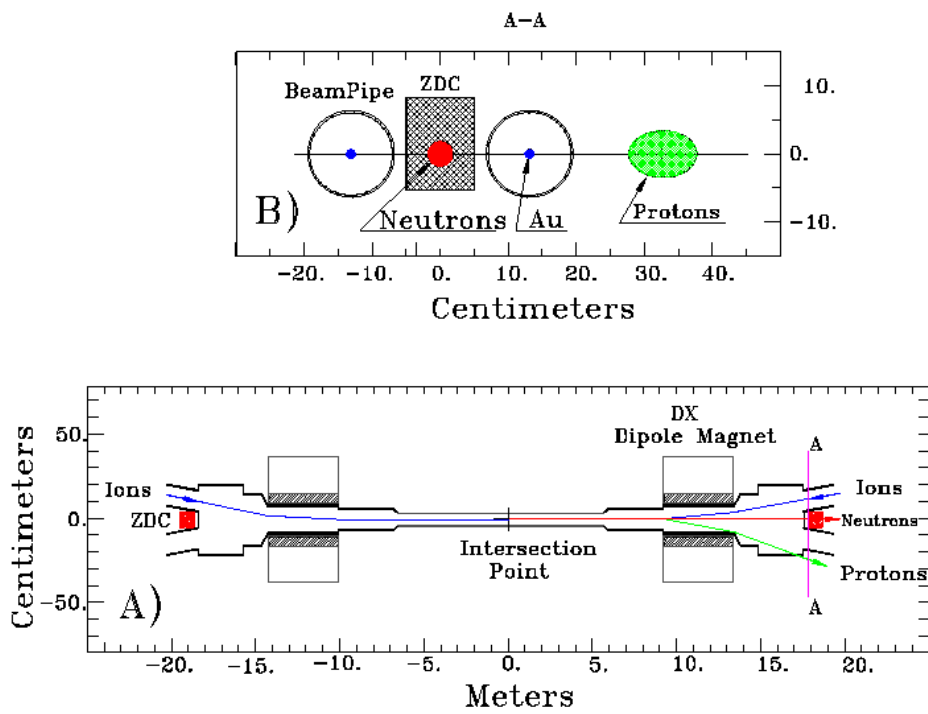 A-A
BeamPipe
ZDC
10.
0.
-10.
B)
Neutrons
Au
Protons
-20. -10. 0. 10. 20. 30. 40.
Centimeters
Centimeters
50.
0.
-50.
DX
Dipole Magnet
A
Ions
Ions
ZDC
Neutrons
Intersection
Point
Protons
A)
A
-20. -15. -10. -5. 0. 5. 10. 15. 20.
Meters